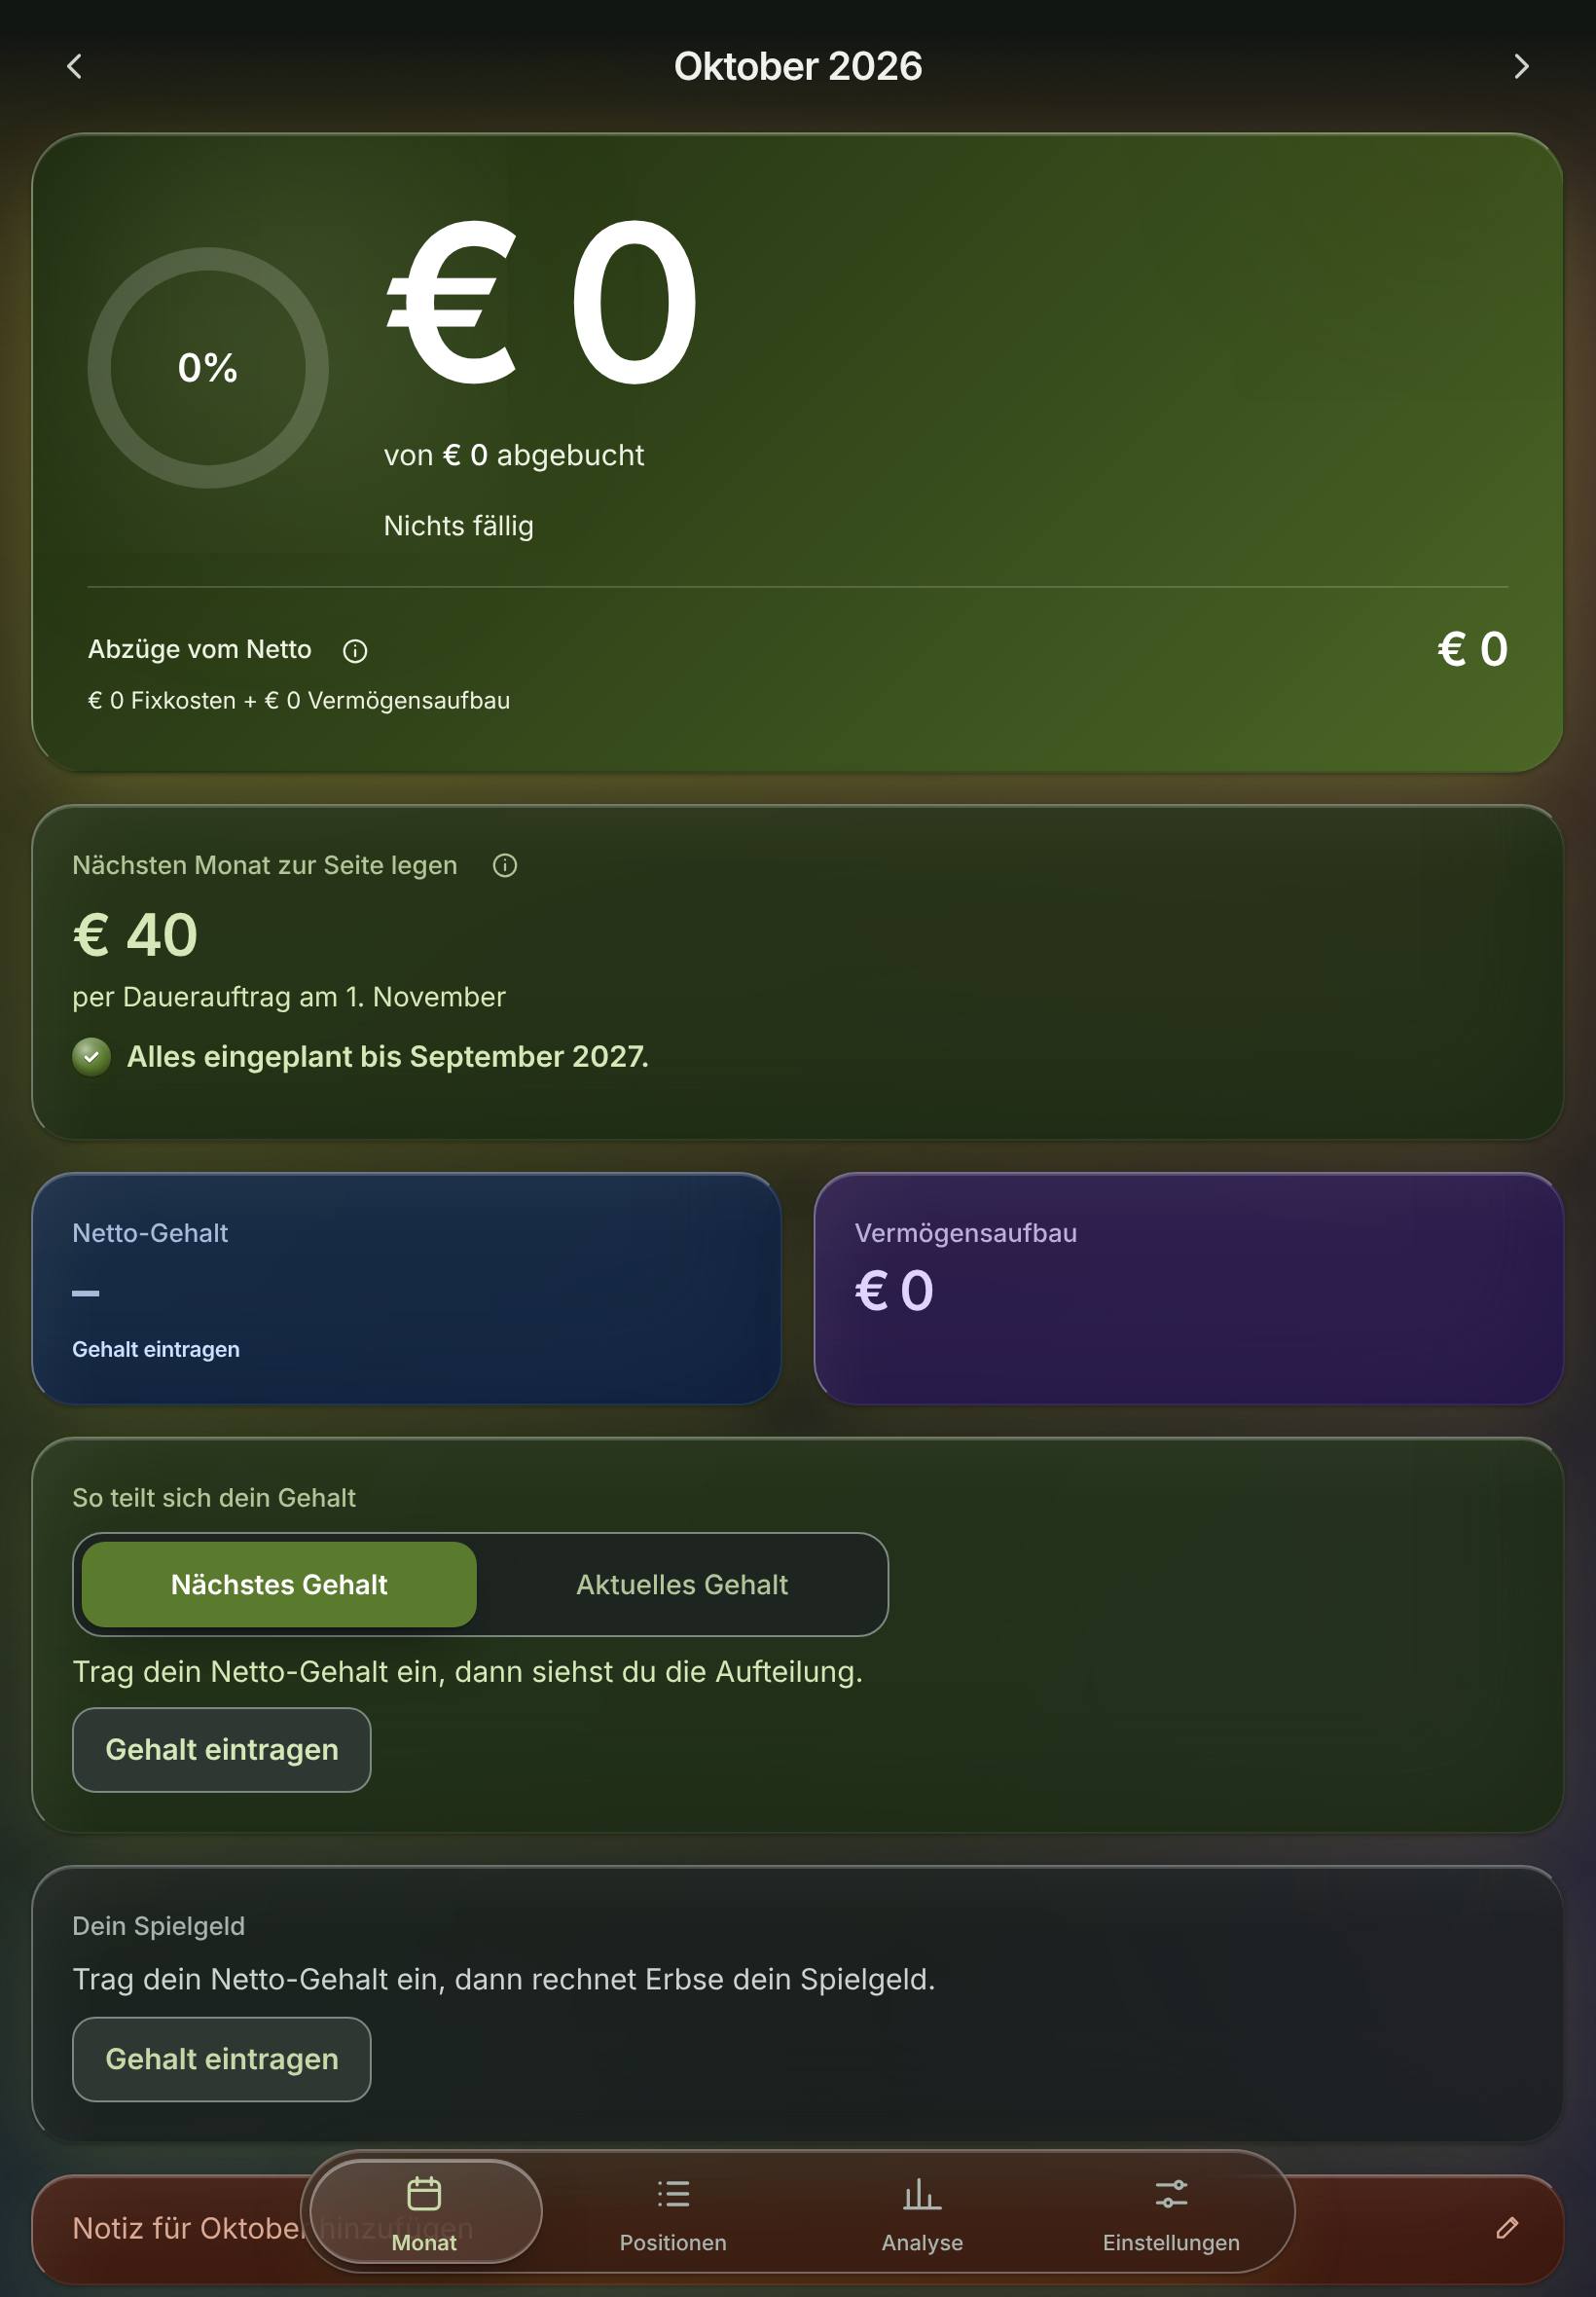 Oktober 2026
0%
€ 0
von € 0 abgebucht
Nichts fällig
Abzüge vom Netto
€ 0
€ 0 Fixkosten + € 0 Vermögensaufbau
Nächsten Monat zur Seite legen
€ 40
per Dauerauftrag am 1. November
Alles eingeplant bis September 2027.
Netto-Gehalt
–
Gehalt eintragen
Vermögensaufbau
€ 0
So teilt sich dein Gehalt
Nächstes Gehalt
Aktuelles Gehalt
Trag dein Netto-Gehalt ein, dann siehst du die Aufteilung.
Gehalt eintragen
Dein Spielgeld
Trag dein Netto-Gehalt ein, dann rechnet Erbse dein Spielgeld.
Gehalt eintragen
Notiz für Oktober hinzufügen
Monat
Positionen
Analyse
Einstellungen